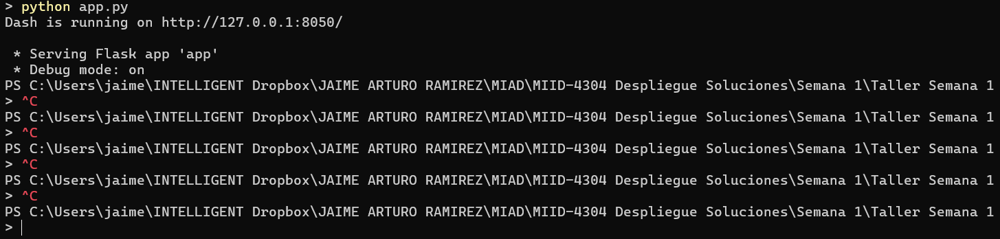 > python app.py
Dash is running on http://127.0.0.1:8050/
 * Serving Flask app 'app'
 * Debug mode: on
PS C:\Users\jaime\INTELLIGENT Dropbox\JAIME ARTURO RAMIREZ\MIAD\MIID-4304 Despliegue Soluciones\Semana 1\Taller Semana 1
> ^C
PS C:\Users\jaime\INTELLIGENT Dropbox\JAIME ARTURO RAMIREZ\MIAD\MIID-4304 Despliegue Soluciones\Semana 1\Taller Semana 1
> ^C
PS C:\Users\jaime\INTELLIGENT Dropbox\JAIME ARTURO RAMIREZ\MIAD\MIID-4304 Despliegue Soluciones\Semana 1\Taller Semana 1
> ^C
PS C:\Users\jaime\INTELLIGENT Dropbox\JAIME ARTURO RAMIREZ\MIAD\MIID-4304 Despliegue Soluciones\Semana 1\Taller Semana 1
> ^C
PS C:\Users\jaime\INTELLIGENT Dropbox\JAIME ARTURO RAMIREZ\MIAD\MIID-4304 Despliegue Soluciones\Semana 1\Taller Semana 1
>